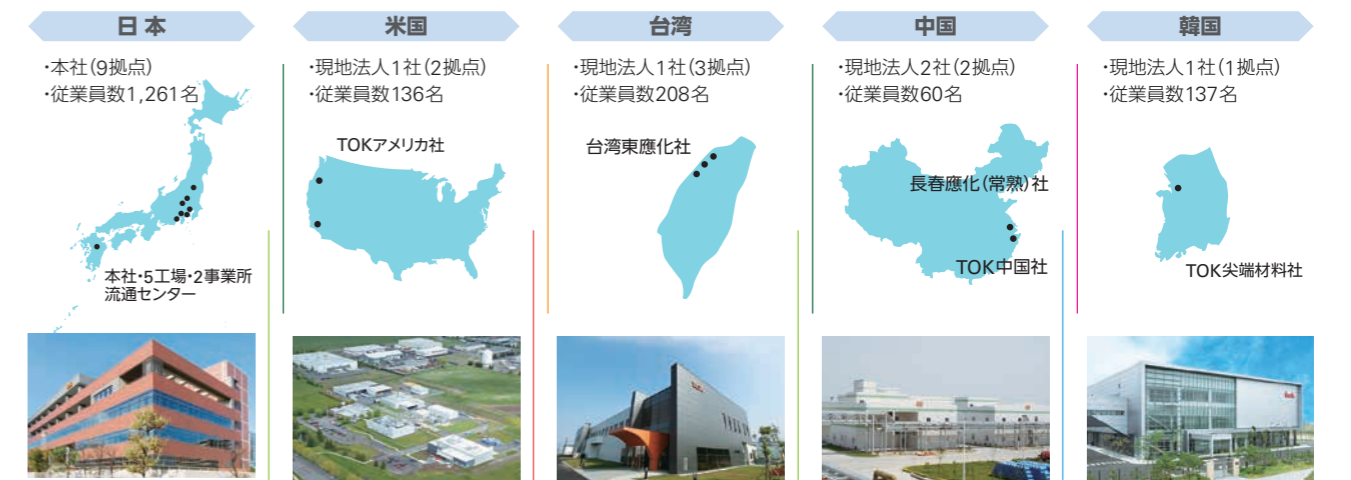 日本
・本社(9拠点)
・従業員数1,261名
本社・5工場・2事業所
流通センター
米国
・現地法人1社(2拠点)
・従業員数136名
TOKアメリカ社
台湾
・現地法人1社(3拠点)
・従業員数208名
台湾東應化社
中国
・現地法人2社(2拠点)
・従業員数60名
長春應化(常熟)社
TOK中国社
韓国
・現地法人1社(1拠点)
・従業員数137名
TOK尖端材料社